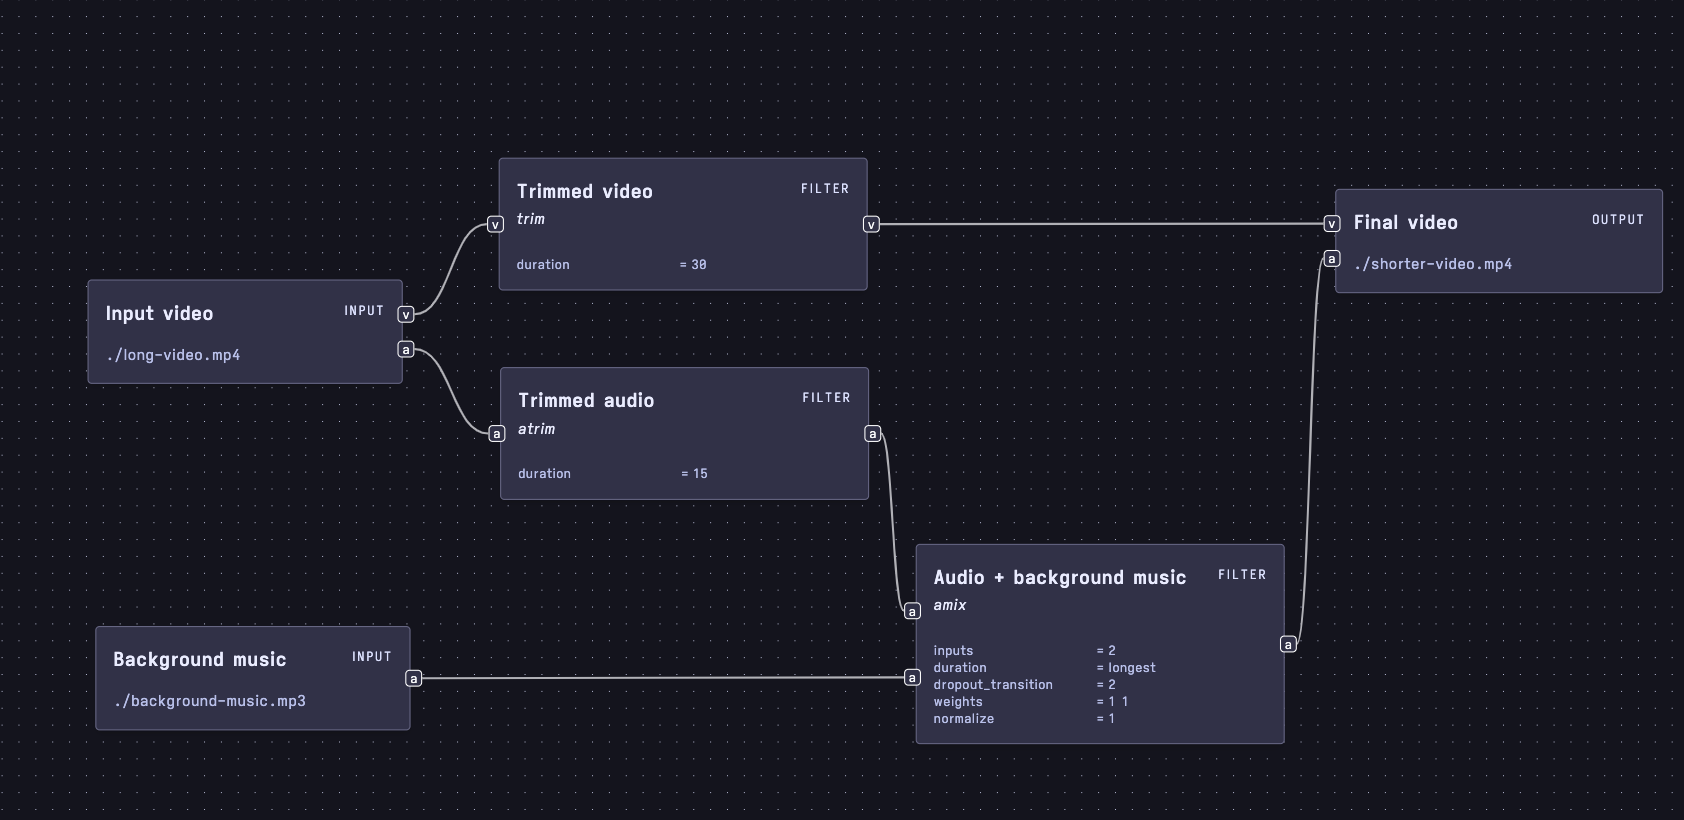 Trimmed video FILTER
trim
v v
duration = 30
Final video OUTPUT
v
a
./shorter-video.mp4
Input video INPUT
v
a
./long-video.mp4
Trimmed audio FILTER
atrim
a a
duration = 15
Audio + background music FILTER
amix
a
a
a
inputs = 2
duration = longest
dropout_transition = 2
weights = 1 1
normalize = 1
Background music INPUT
a
./background-music.mp3